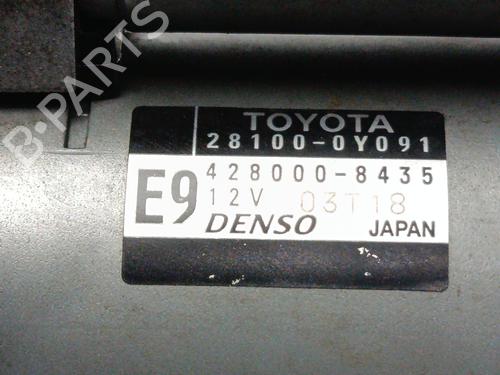 B-PARTS
TOYOTA
28100-0Y091
E9
428000-8435
12V 03T18
DENSO JAPAN